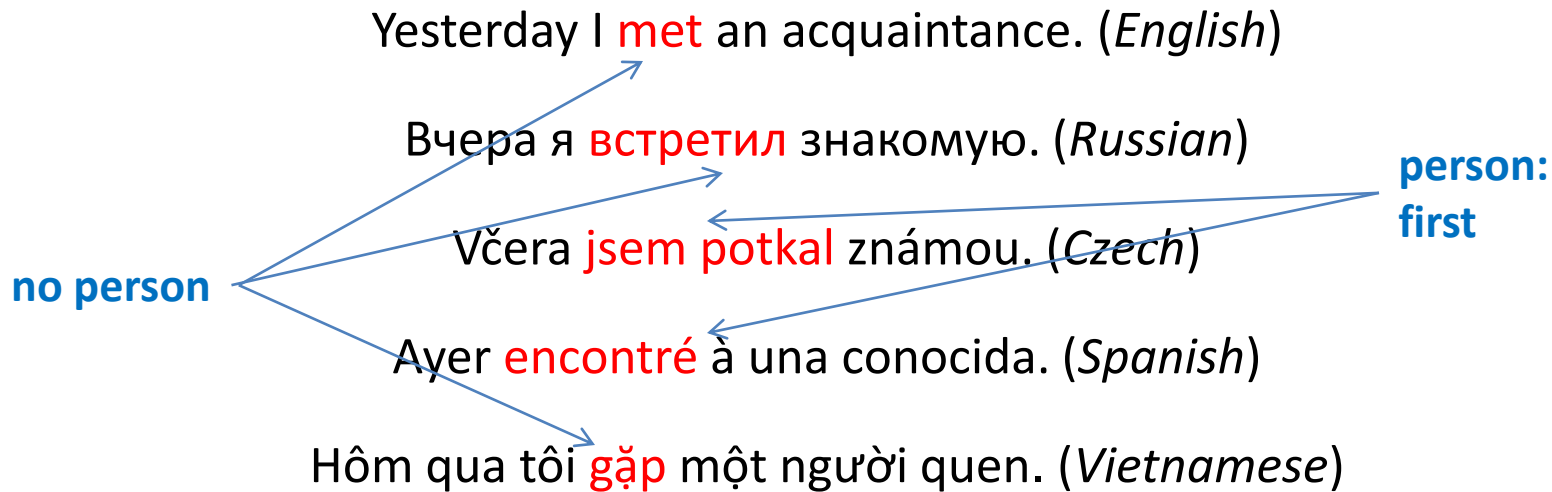 Yesterday I met an acquaintance. (English)
Вчера я встретил знакомую. (Russian)
person:
first
Včera jsem potkal známou. (Czech)
no person
Ayer encontré à una conocida. (Spanish)
Hôm qua tôi gặp một người quen. (Vietnamese)